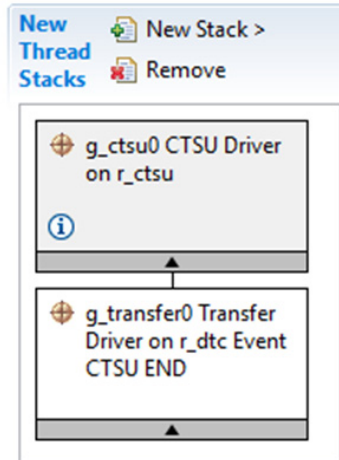 New
Thread
Stacks
New Stack >
Remove
g_ctsu0 CTSU Driver
on r_ctsu
g_transfer0 Transfer
Driver on r_dtc Event
CTSU END